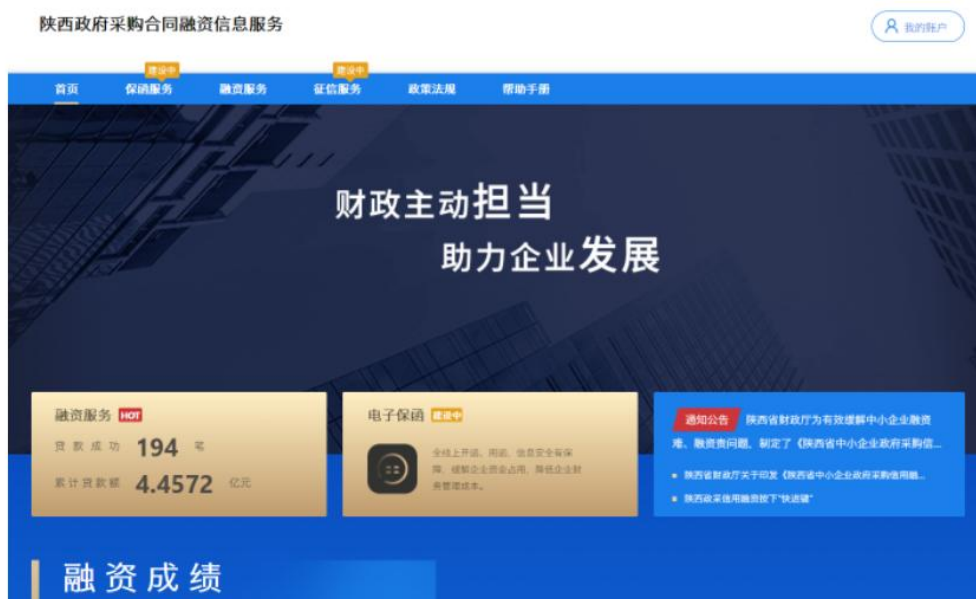 陕西政府采购合同融资信息服务
我的账户
建设中
建设中
首页 保函服务 融资服务 征信服务 政策法规 帮助手册
财政主动担当
助力企业发展
融资服务 HOT
贷款成功 194 笔
累计贷款额 4.4572 亿元
电子保函 建设中
全线上开函、用函，信息安全有保
障，缓解企业资金占用，降低企业财
务管理成本。
通知公告 陕西省财政厅为有效缓解中小企业融资
难、融资贵问题，制定了《陕西省中小企业政府采购信...
陕西省财政厅关于印发《陕西省中小企业政府采购信用融...
陕西政采信用融资按下“快进键”
融资成绩